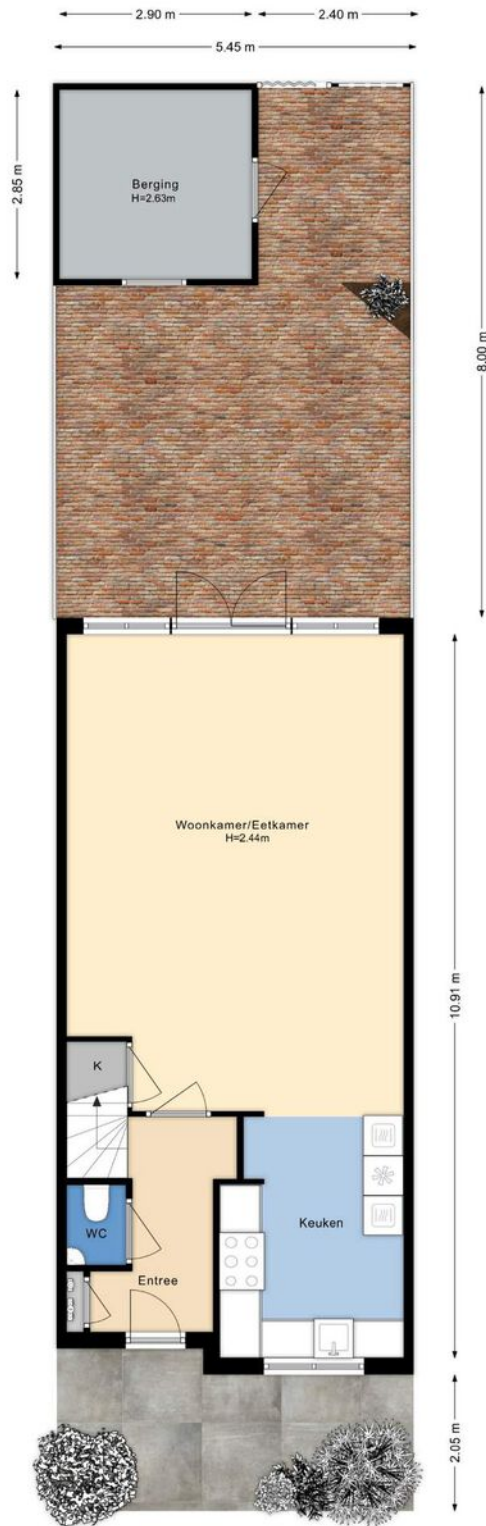 2.90 m
2.40 m
5.45 m
2.85 m
8.00 m
Berging
H=2.63m
Woonkamer/Eetkamer
H=2.44m
10.91 m
K
Keuken
WC
Entree
2.05 m